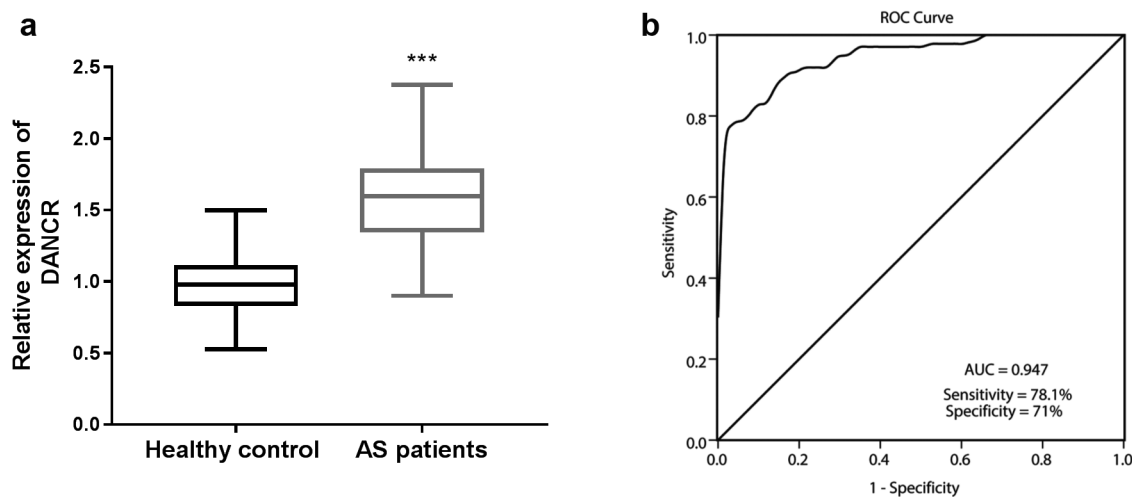 a
***
2.5
2.0
1.5
1.0
0.5
0.0
Relative expression of
DANCR
Healthy control
AS patients
b
ROC Curve
1.0
0.8
0.6
0.4
0.2
0.0
Sensitivity
AUC = 0.947
Sensitivity = 78.1%
Specificity = 71%
0.0
0.2
0.4
0.6
0.8
1.0
1 - Specificity